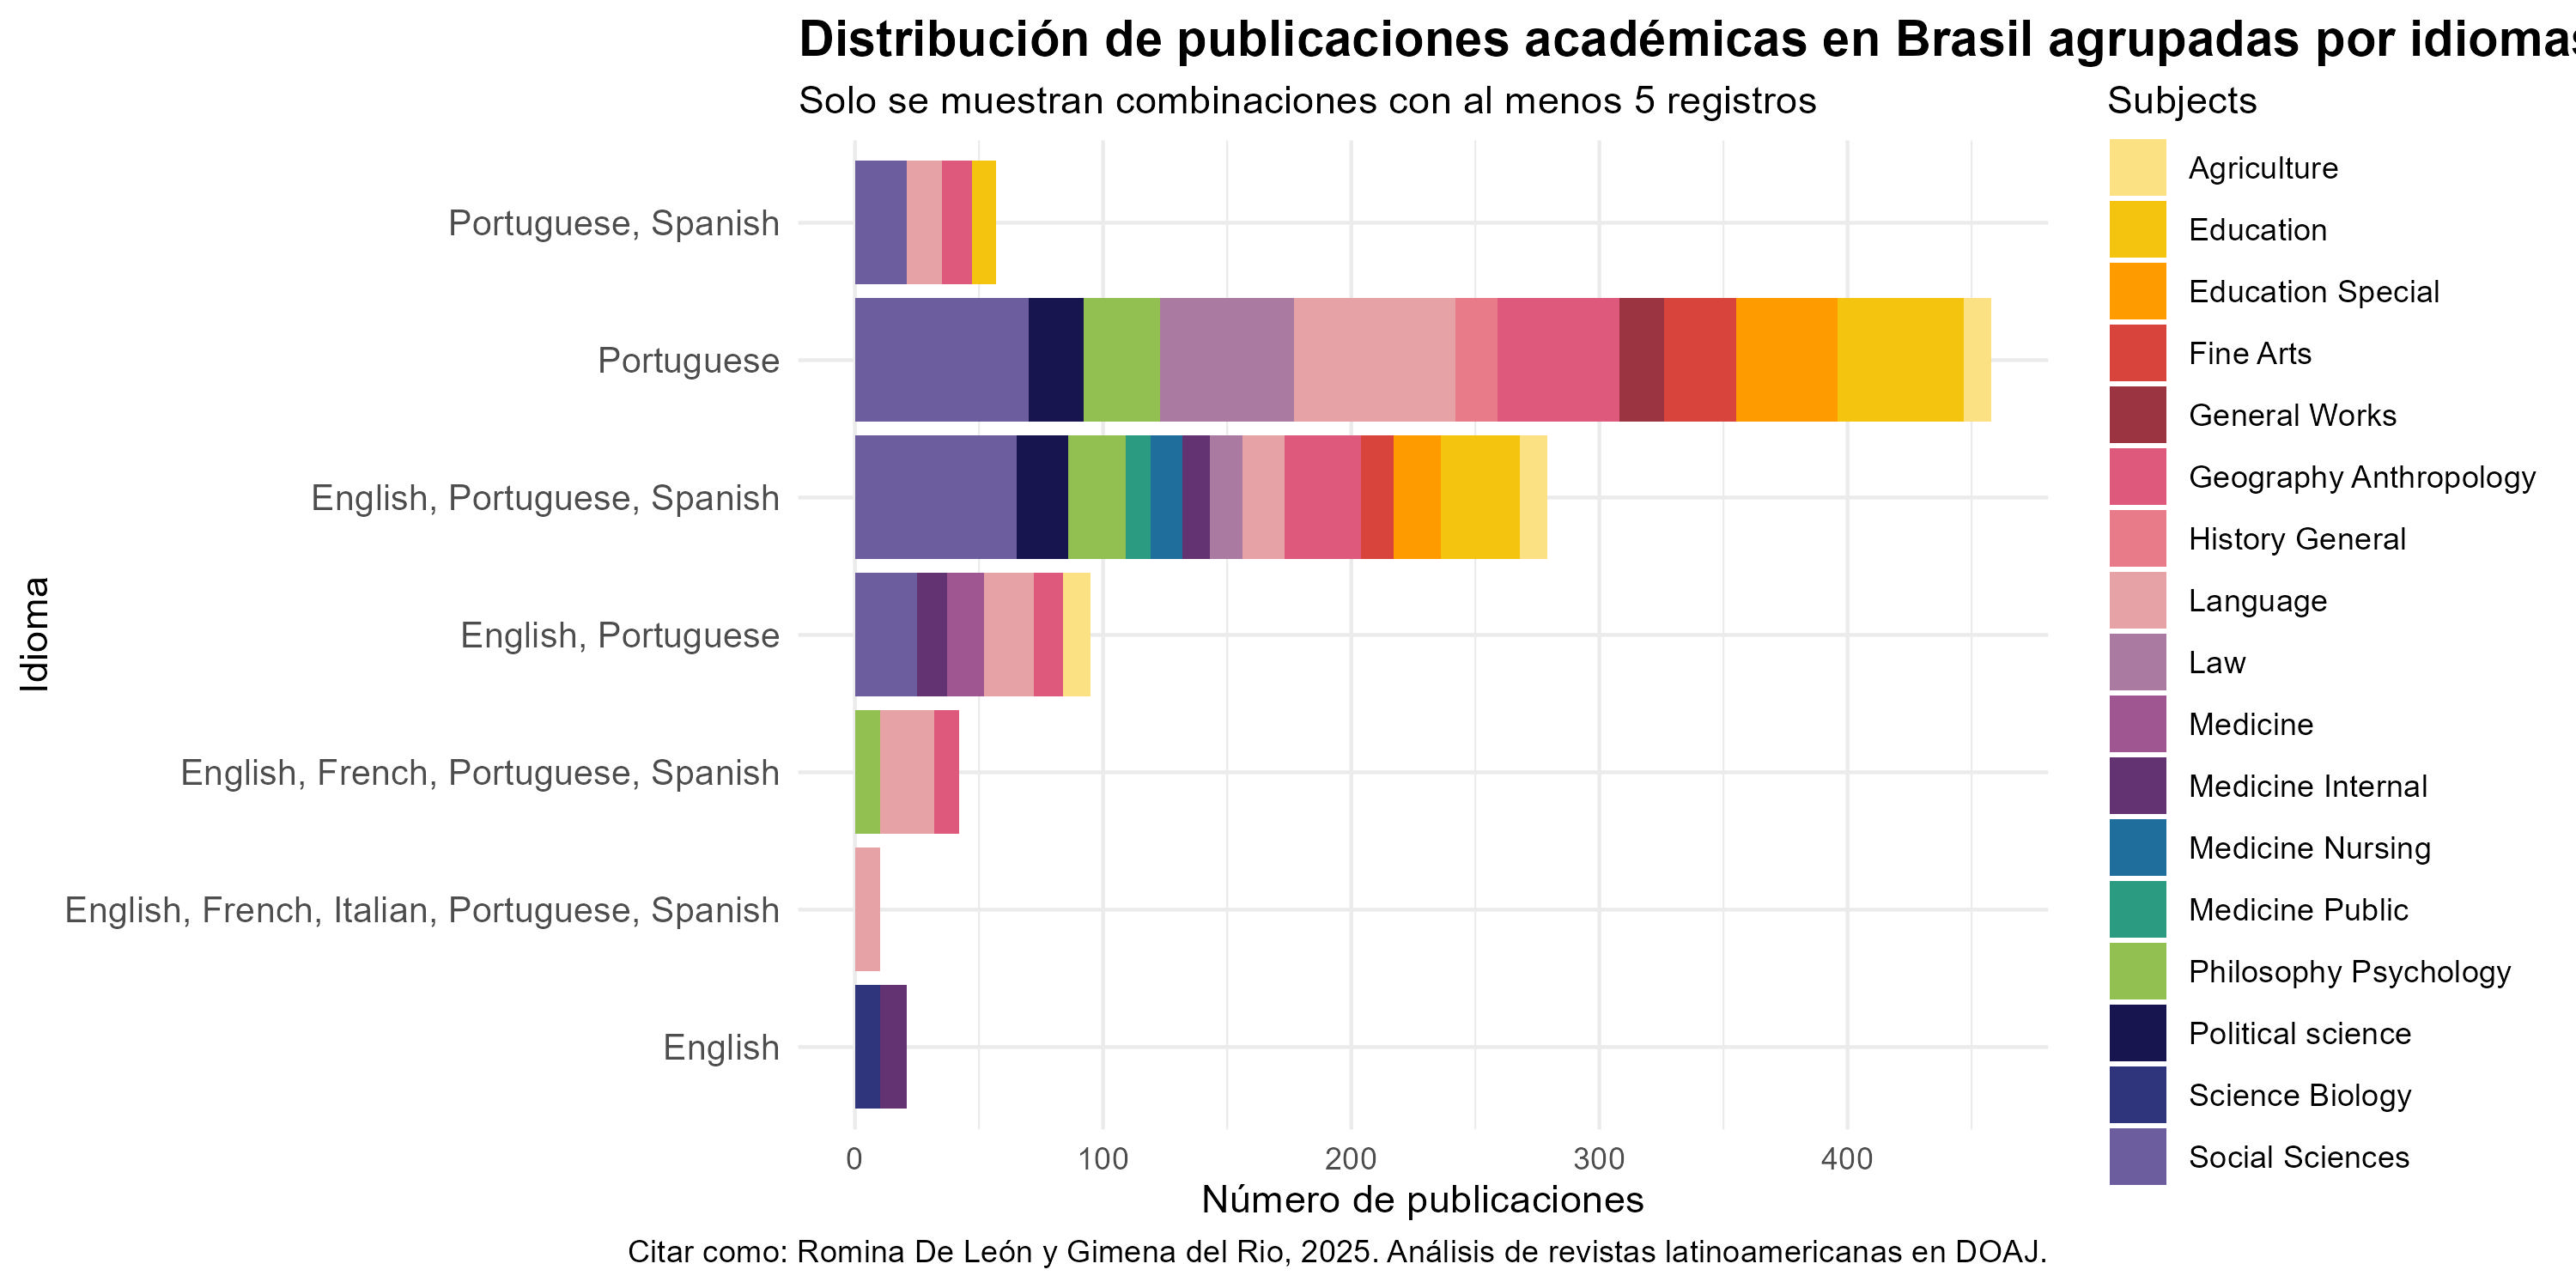 Distribución de publicaciones académicas en Brasil agrupadas por idiomas
Solo se muestran combinaciones con al menos 5 registros
Idioma
Portuguese, Spanish
Portuguese
English, Portuguese, Spanish
English, Portuguese
English, French, Portuguese, Spanish
English, French, Italian, Portuguese, Spanish
English
0 100 200 300 400
Número de publicaciones
Subjects
Agriculture
Education
Education Special
Fine Arts
General Works
Geography Anthropology
History General
Language
Law
Medicine
Medicine Internal
Medicine Nursing
Medicine Public
Philosophy Psychology
Political science
Science Biology
Social Sciences
Citar como: Romina De León y Gimena del Rio, 2025. Análisis de revistas latinoamericanas en DOAJ.